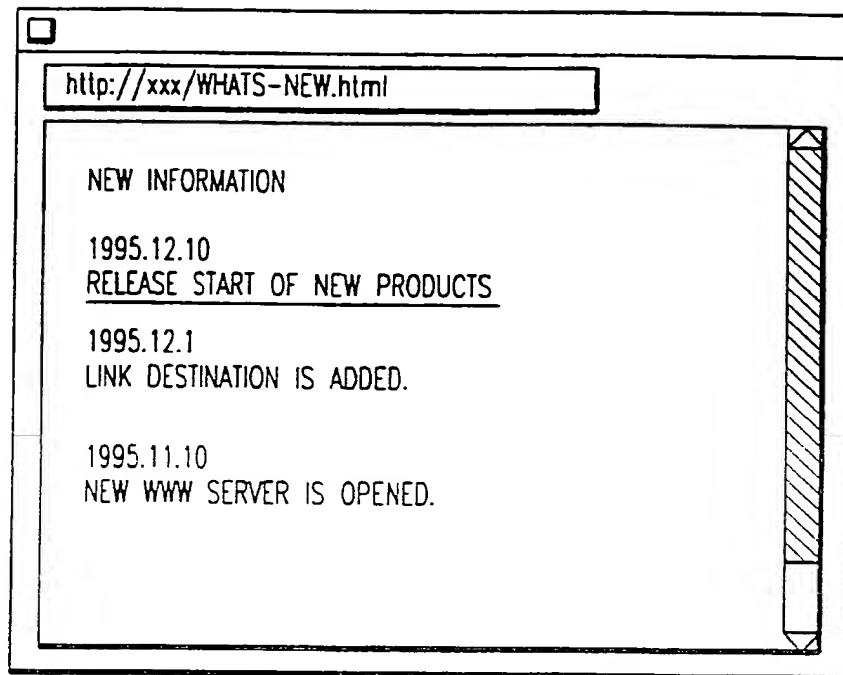 http://xxx/WHATS-NEW.html
NEW INFORMATION
1995.12.10
RELEASE START OF NEW PRODUCTS
1995.12.1
LINK DESTINATION IS ADDED.
1995.11.10
NEW WWW SERVER IS OPENED.